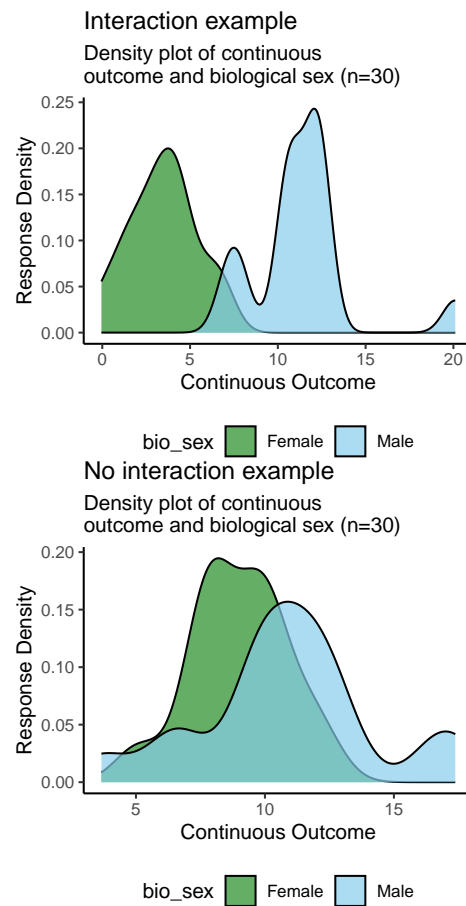 Interaction example
Density plot of continuous
outcome and biological sex (n=30)
0.25
0.20
0.15
0.10
0.05
0.00
Response Density
0 5 10 15 20
Continuous Outcome
bio_sex Female Male
No interaction example
Density plot of continuous
outcome and biological sex (n=30)
0.20
0.15
0.10
0.05
0.00
Response Density
5 10 15
Continuous Outcome
bio_sex Female Male